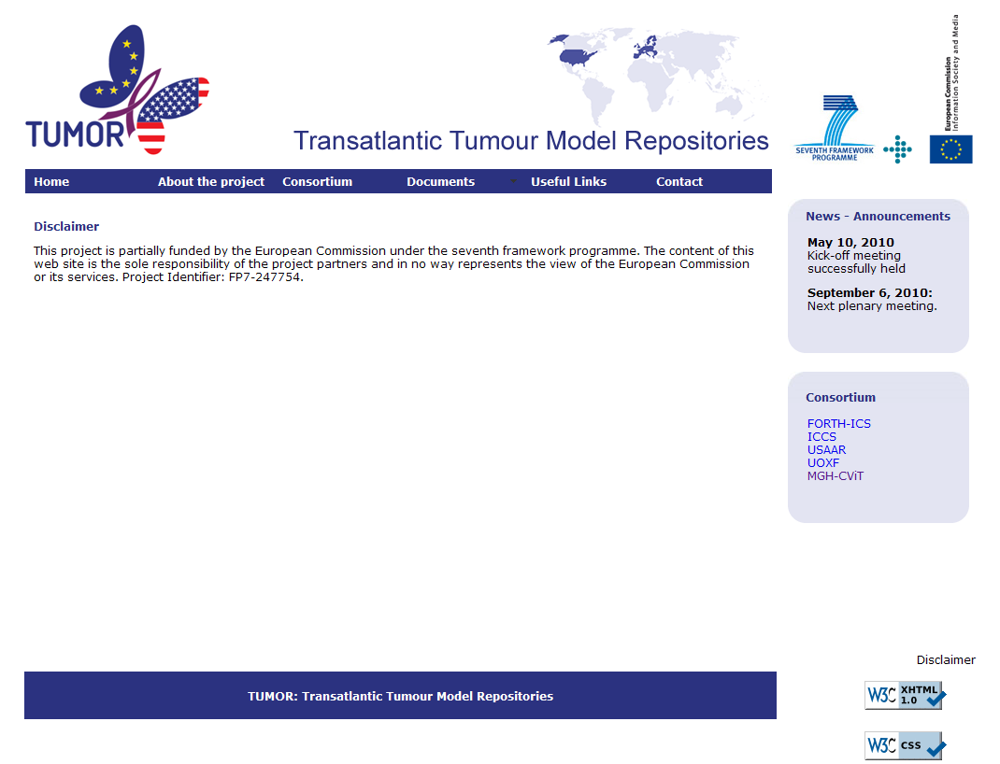 TUMOR
Transatlantic Tumour Model Repositories
SEVENTH FRAMEWORK
PROGRAMME
European Commission
Information Society and Media
Home
About the project
Consortium
Documents
Useful Links
Contact
Disclaimer
This project is partially funded by the European Commission under the seventh framework programme. The content of this
web site is the sole responsibility of the project partners and in no way represents the view of the European Commission
or its services. Project Identifier: FP7-247754.
News - Announcements
May 10, 2010
Kick-off meeting
successfully held
September 6, 2010:
Next plenary meeting.
Consortium
FORTH-ICS
ICCS
USAAR
UOXF
MGH-CViT
Disclaimer
TUMOR: Transatlantic Tumour Model Repositories
W3C XHTML
1.0
W3C CSS